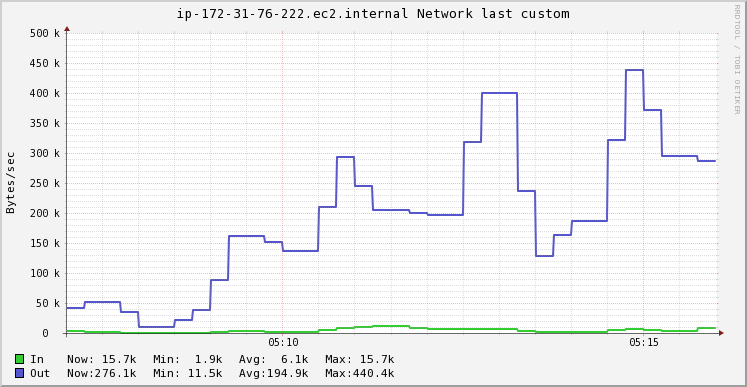 ip-172-31-76-222.ec2.internal Network last custom
RRDTOOL / TOBI OETIKER
Bytes/sec
500 k
450 k
400 k
350 k
300 k
250 k
200 k
150 k
100 k
50 k
0
05:10 05:15
In Now: 15.7k Min: 1.9k Avg: 6.1k Max: 15.7k
Out Now:276.1k Min: 11.5k Avg:194.9k Max:440.4k